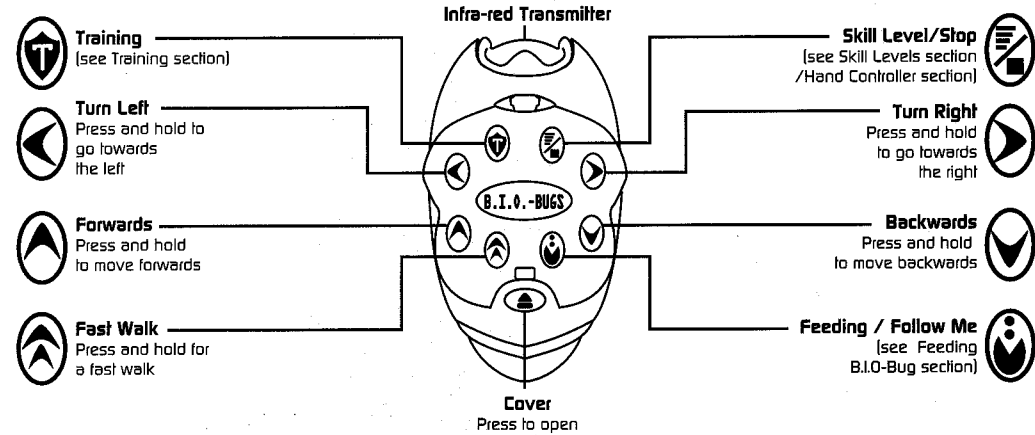 Infra-red Transmitter
Training
(see Training section)
Turn Left
Press and hold to
go towards
the left
Forwards
Press and hold
to move forwards
Fast Walk
Press and hold for
a fast walk
Skill Level/Stop
(see Skill Levels section
/Hand Controller section)
Turn Right
Press and hold
to go towards
the right
Backwards
Press and hold
to move backwards
Feeding / Follow Me
(see Feeding
B.I.O-Bug section)
T
T
B.I.O.-BUGS
Cover
Press to open